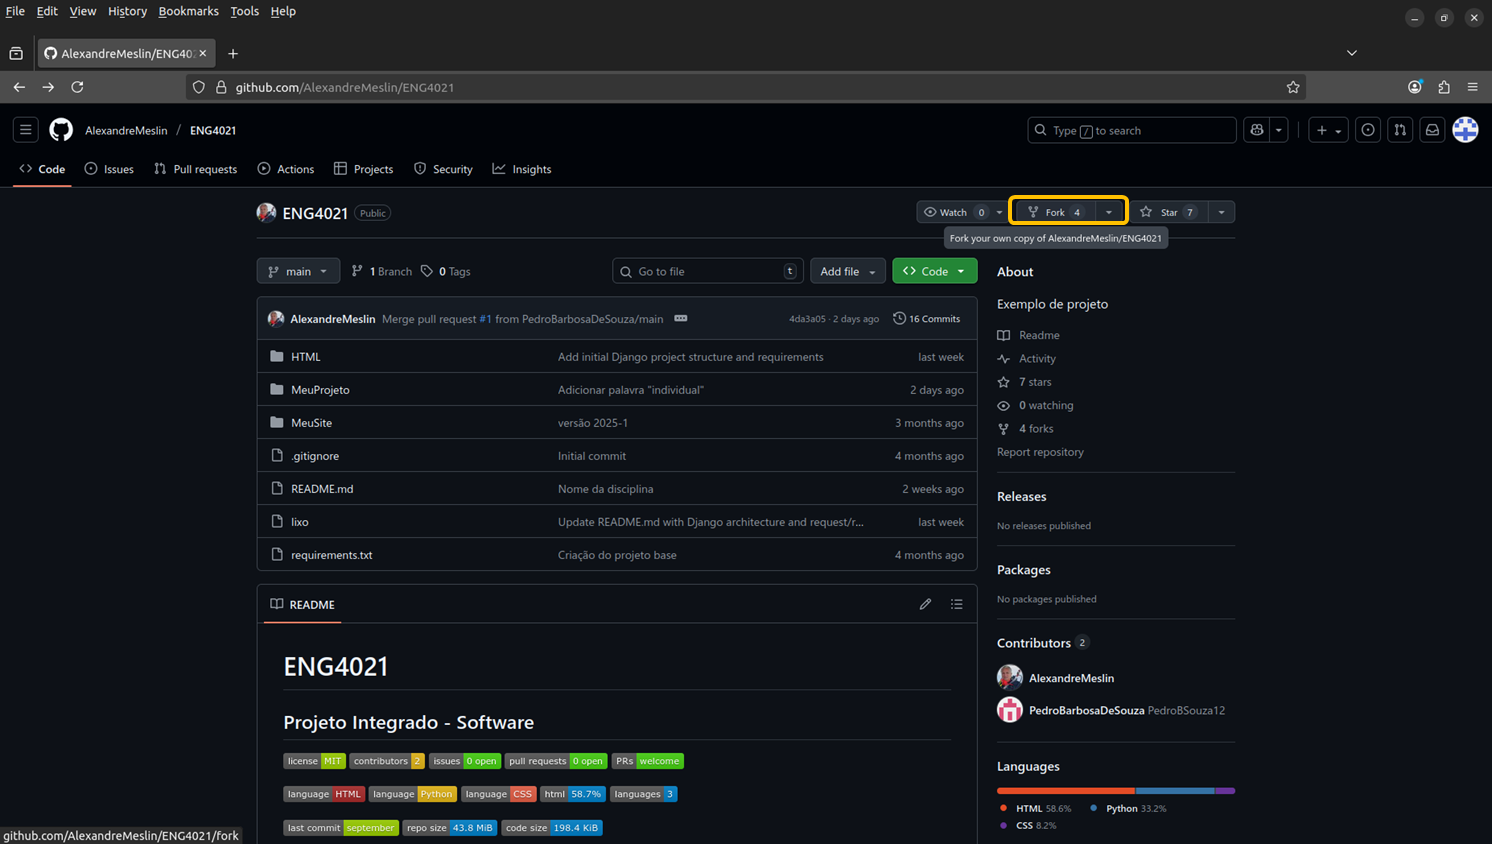 File Edit View History Bookmarks Tools Help
AlexandreMeslin/ENG402
github.com/AlexandreMeslin/ENG4021
AlexandreMeslin / ENG4021
Type / to search
Code Issues Pull requests Actions Projects Security Insights
ENG4021 Public
Watch 0 Fork 4 Star 7
Fork your own copy of AlexandreMeslin/ENG4021
main 1 Branch 0 Tags Go to file t Add file Code
AlexandreMeslin Merge pull request #1 from PedroBarbosaDeSouza/main 4da3a05 · 2 days ago 16 Commits
HTML Add initial Django project structure and requirements last week
MeuProjeto Adicionar palavra "individual" 2 days ago
MeuSite versão 2025-1 3 months ago
.gitignore Initial commit 4 months ago
README.md Nome da disciplina 2 weeks ago
lixo Update README.md with Django architecture and request/r... last week
requirements.txt Criação do projeto base 4 months ago
README
ENG4021
Projeto Integrado - Software
license MIT contributors 2 issues 0 open pull requests 0 open PRs welcome
language HTML language Python language CSS html 58.7% languages 3
last commit september repo size 43.8 MiB code size 198.4 KiB
About
Exemplo de projeto
Readme
Activity
7 stars
0 watching
4 forks
Report repository
Releases
No releases published
Packages
No packages published
Contributors 2
AlexandreMeslin
PedroBarbosaDeSouza PedroBSouza12
Languages
HTML 58.6% Python 33.2%
CSS 8.2%
github.com/AlexandreMeslin/ENG4021/fork